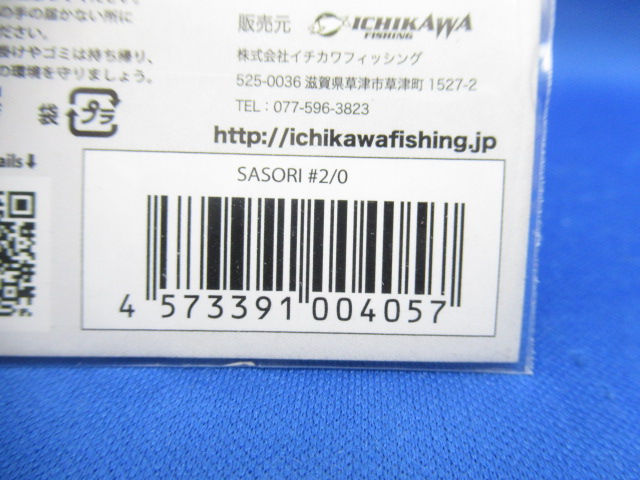 の手の届かない所に
ださい。
掛けやゴミは持ち帰り、
の環境を守りましょう。
袋 プラ
販売元 ICHIKAWA
FISHING
株式会社イチカワフィッシング
525-0036 滋賀県草津市草津町 1527-2
TEL：077-596-3823
http://ichikawafishing.jp
ails⬇
SASORI #2/0
4 573391 004057